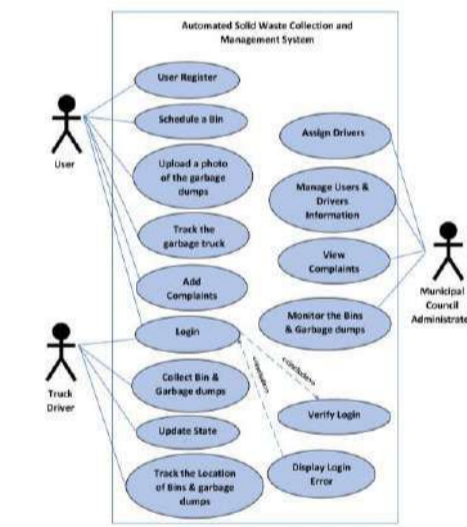 Automated Solid Waste Collection and
Management System
User Register
Schedule a Bin
Upload a photo
of the garbage
dumps
Track the
garbage truck
Add
Complaints
Login
Collect Bin &
Garbage dumps
Update State
Track the Location
of Bins & garbage
dumps
User
Truck
Driver
Assign Drivers
Manage Users &
Drivers
Information
View
Complaints
Monitor the Bins
& Garbage dumps
Verify Login
Display Login
Error
Municipal
Council
Administrato